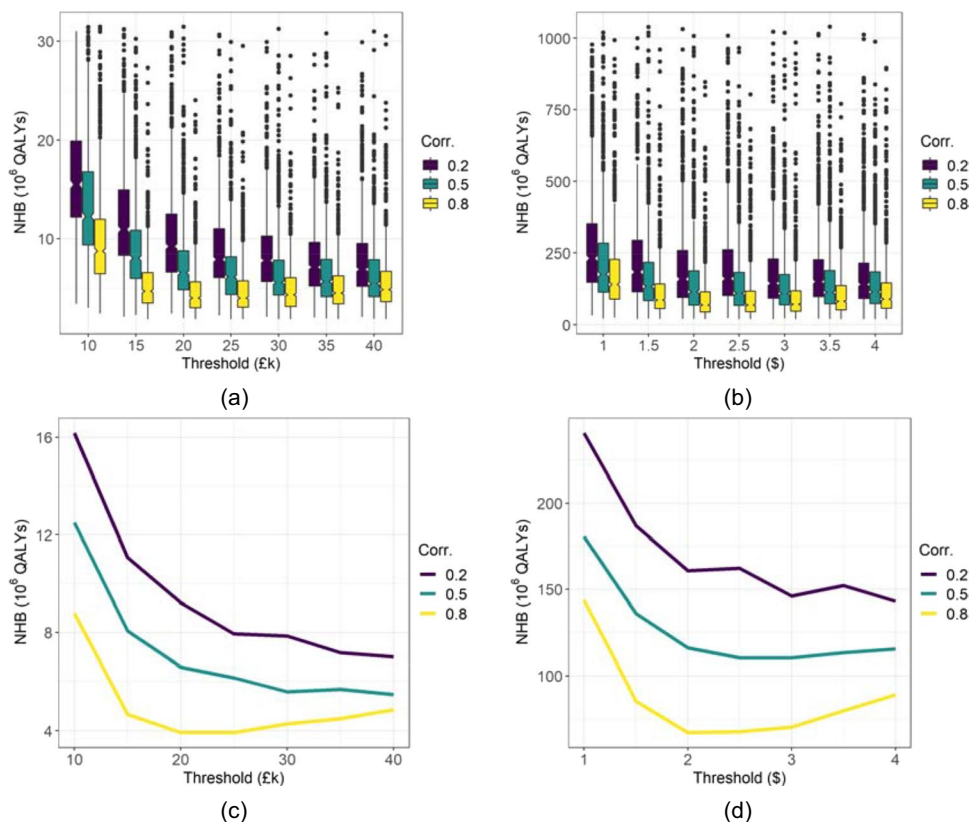 NHB (10⁶ QALYs)
30
20
10
10 15 20 25 30 35 40
Threshold (£k)
Corr.
0.2
0.5
0.8
(a)
NHB (10⁶ QALYs)
1000
750
500
250
0
1 1.5 2 2.5 3 3.5 4
Threshold ($)
Corr.
0.2
0.5
0.8
(b)
NHB (10⁶ QALYs)
16
12
8
4
10 20 30 40
Threshold (£k)
Corr.
0.2
0.5
0.8
(c)
NHB (10⁶ QALYs)
200
150
100
1 2 3 4
Threshold ($)
Corr.
0.2
0.5
0.8
(d)